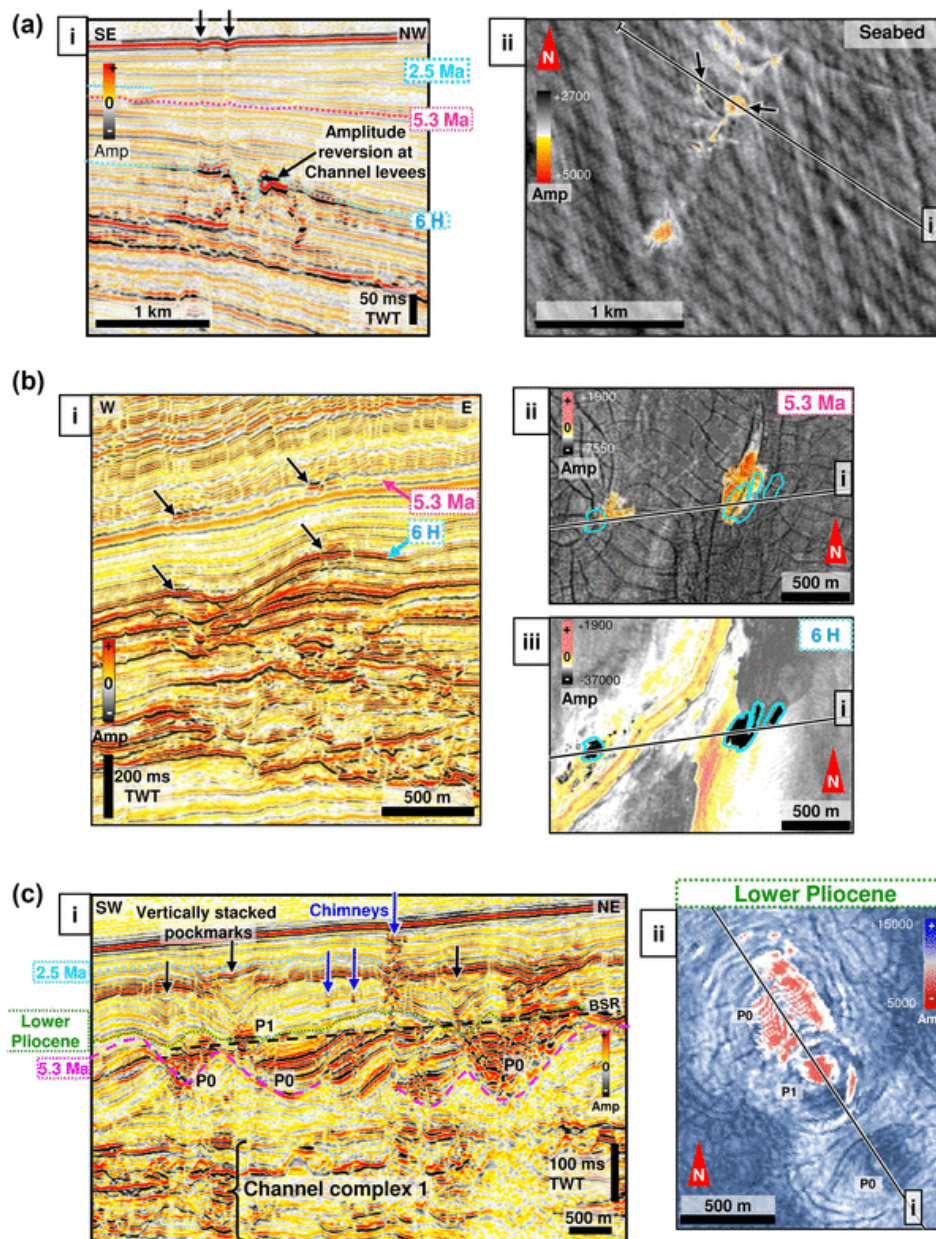 (a)
i
SE
NW
+
0
-
Amp
2.5 Ma
5.3 Ma
Amplitude
reversion at
Channel levees
6 H
1 km
50 ms
TWT
ii
N
Seabed
+2700
+5000
Amp
i
1 km
(b)
i
W
E
5.3 Ma
6 H
+
0
-
Amp
200 ms
TWT
500 m
ii
+1900
+
0
-
-7550
Amp
5.3 Ma
i
N
500 m
iii
+1900
+
0
-
-37000
Amp
6 H
i
N
500 m
(c)
i
SW
NE
Vertically stacked
pockmarks
Chimneys
2.5 Ma
Lower
Pliocene
5.3 Ma
P1
BSR
P0
P0
P0
+
0
-
Amp
Channel complex 1
100 ms
TWT
500 m
Lower Pliocene
ii
+15000
+
-
-5000
Am
P0
P1
P0
N
500 m
i